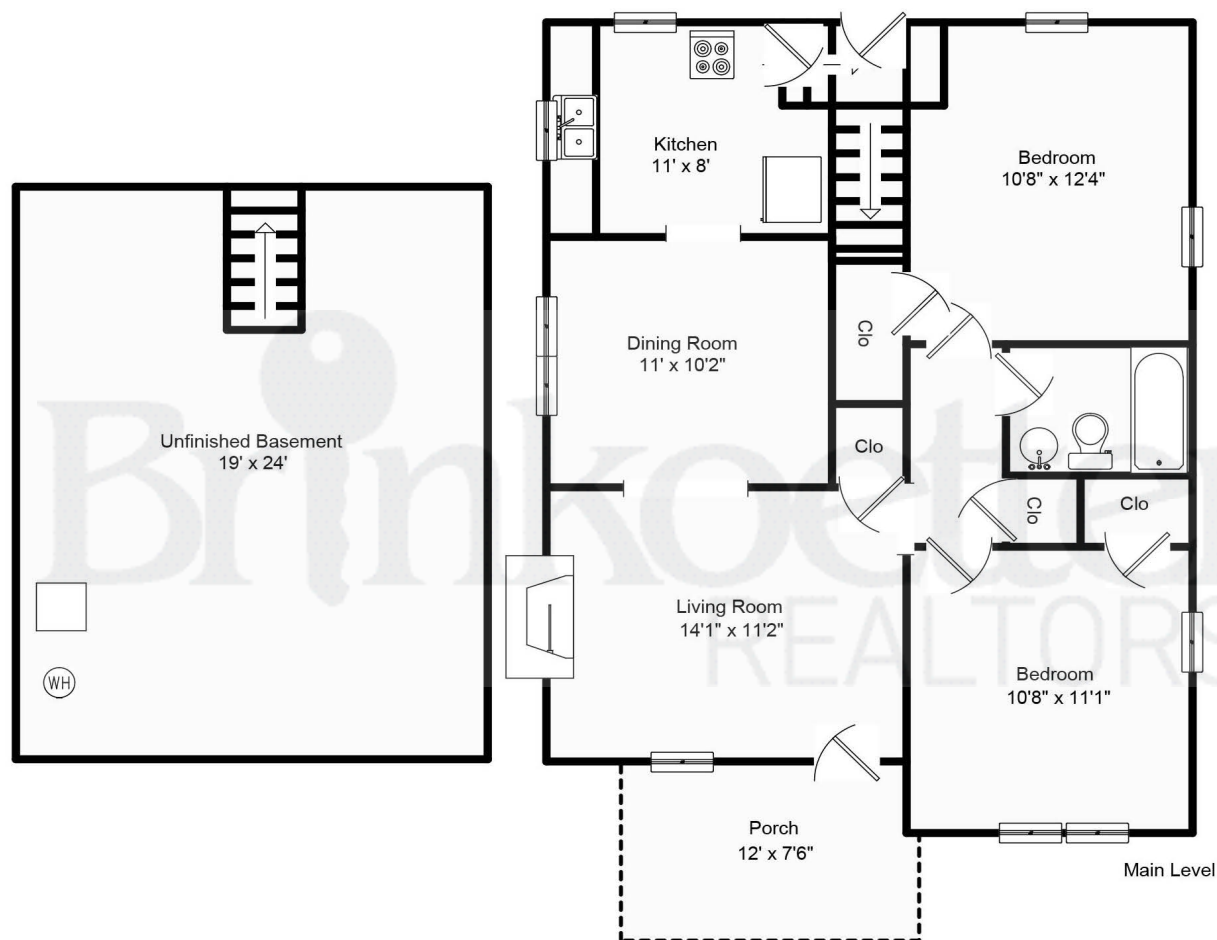 Kitchen
11' x 8'
Bedroom
10'8" x 12'4"
Dining Room
11' x 10'2"
Clo
Unfinished Basement
19' x 24'
Clo
Clo
Clo
Living Room
14'1" x 11'2"
Bedroom
10'8" x 11'1"
WH
Porch
12' x 7'6"
Main Level
Brinkoetter
REALTORS